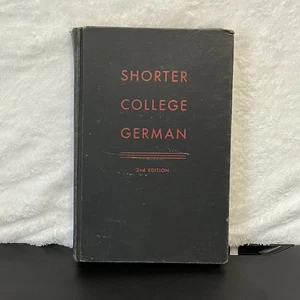 SHORTER
COLLEGE
GERMAN
2nd EDITION